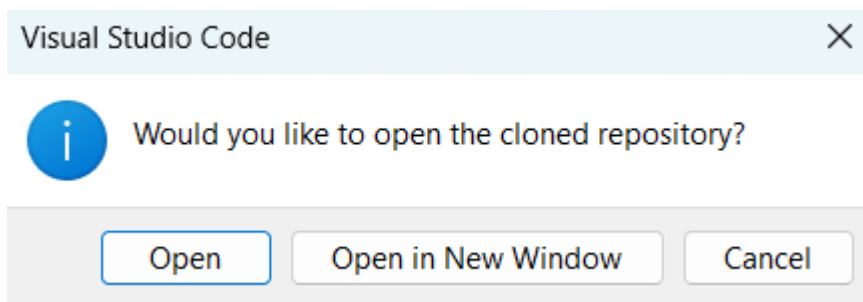 Visual Studio Code
Would you like to open the cloned repository?
Open Open in New Window Cancel